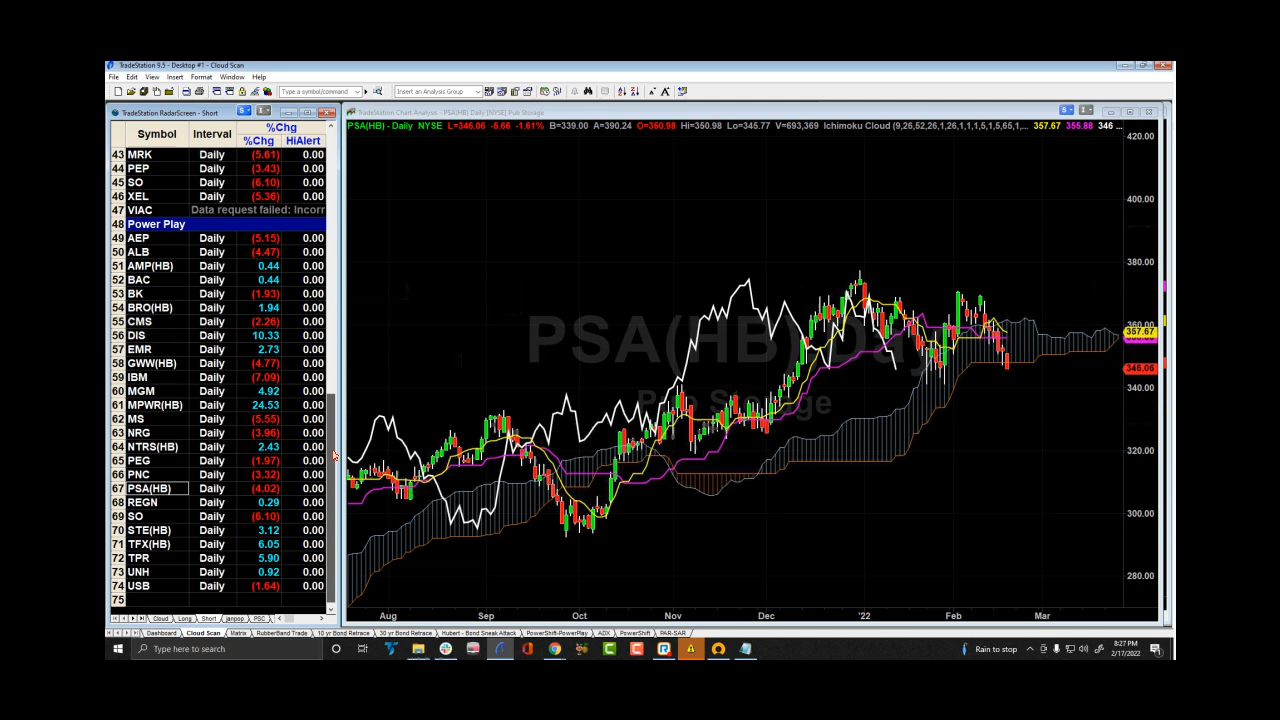 TradeStation 9.5 - Desktop #1 - Cloud Scan
File Edit View Insert Format Window Help
Type a symbol/command
Insert an Analysis Group
TradeStation RadarScreen - Short
%Chg
Symbol Interval %Chg HiAlert
43 MRK Daily (5.61) 0.00
44 PEP Daily (3.43) 0.00
45 SO Daily (6.10) 0.00
46 XEL Daily (5.36) 0.00
47 VIAC Data request failed: Incorr
48 Power Play
49 AEP Daily (5.15) 0.00
50 ALB Daily (4.47) 0.00
51 AMP(HB) Daily 0.44 0.00
52 BAC Daily 0.44 0.00
53 BK Daily (1.93) 0.00
54 BRO(HB) Daily 1.94 0.00
55 CMS Daily (2.26) 0.00
56 DIS Daily 10.33 0.00
57 EMR Daily 2.73 0.00
58 GWW(HB) Daily (4.77) 0.00
59 IBM Daily (7.09) 0.00
60 MGM Daily 4.92 0.00
61 MPWR(HB) Daily 24.53 0.00
62 MS Daily (5.55) 0.00
63 NRG Daily (3.96) 0.00
64 NTRS(HB) Daily 2.43 0.00
65 PEG Daily (1.97) 0.00
66 PNC Daily (3.32) 0.00
67 PSA(HB) Daily (4.02) 0.00
68 REGN Daily 0.29 0.00
69 SO Daily (6.10) 0.00
70 STE(HB) Daily 3.12 0.00
71 TFX(HB) Daily 6.05 0.00
72 TPR Daily 5.90 0.00
73 UNH Daily 0.92 0.00
74 USB Daily (1.64) 0.00
75
Cloud Long Short janpop PSC
TradeStation Chart Analysis - PSA(HB) Daily [NYSE] Pub Storage
PSA(HB) - Daily NYSE L=346.06 -5.66 -1.61% B=339.00 A=390.24 O=350.98 Hi=350.98 Lo=345.77 V=693,369 Ichimoku Cloud (9,26,52,26,1,26,1,1,1,5,1,5,65,1,... 357.67 355.88 346 ...
PSA(HB) Daily
Pub Storage
420.00
400.00
380.00
360.00
357.67
346.06
340.00
320.00
300.00
280.00
Aug Sep Oct Nov Dec '22 Feb Mar
Dashboard Cloud Scan Matrix RubberBand Trade 10 yr Bond Retrace 30 yr Bond Retrace Hubert - Bond Sneak Attack PowerShift-PowerPlay ADX PowerShift PAR-SAR
Type here to search
Rain to stop
8:27 PM
2/17/2022